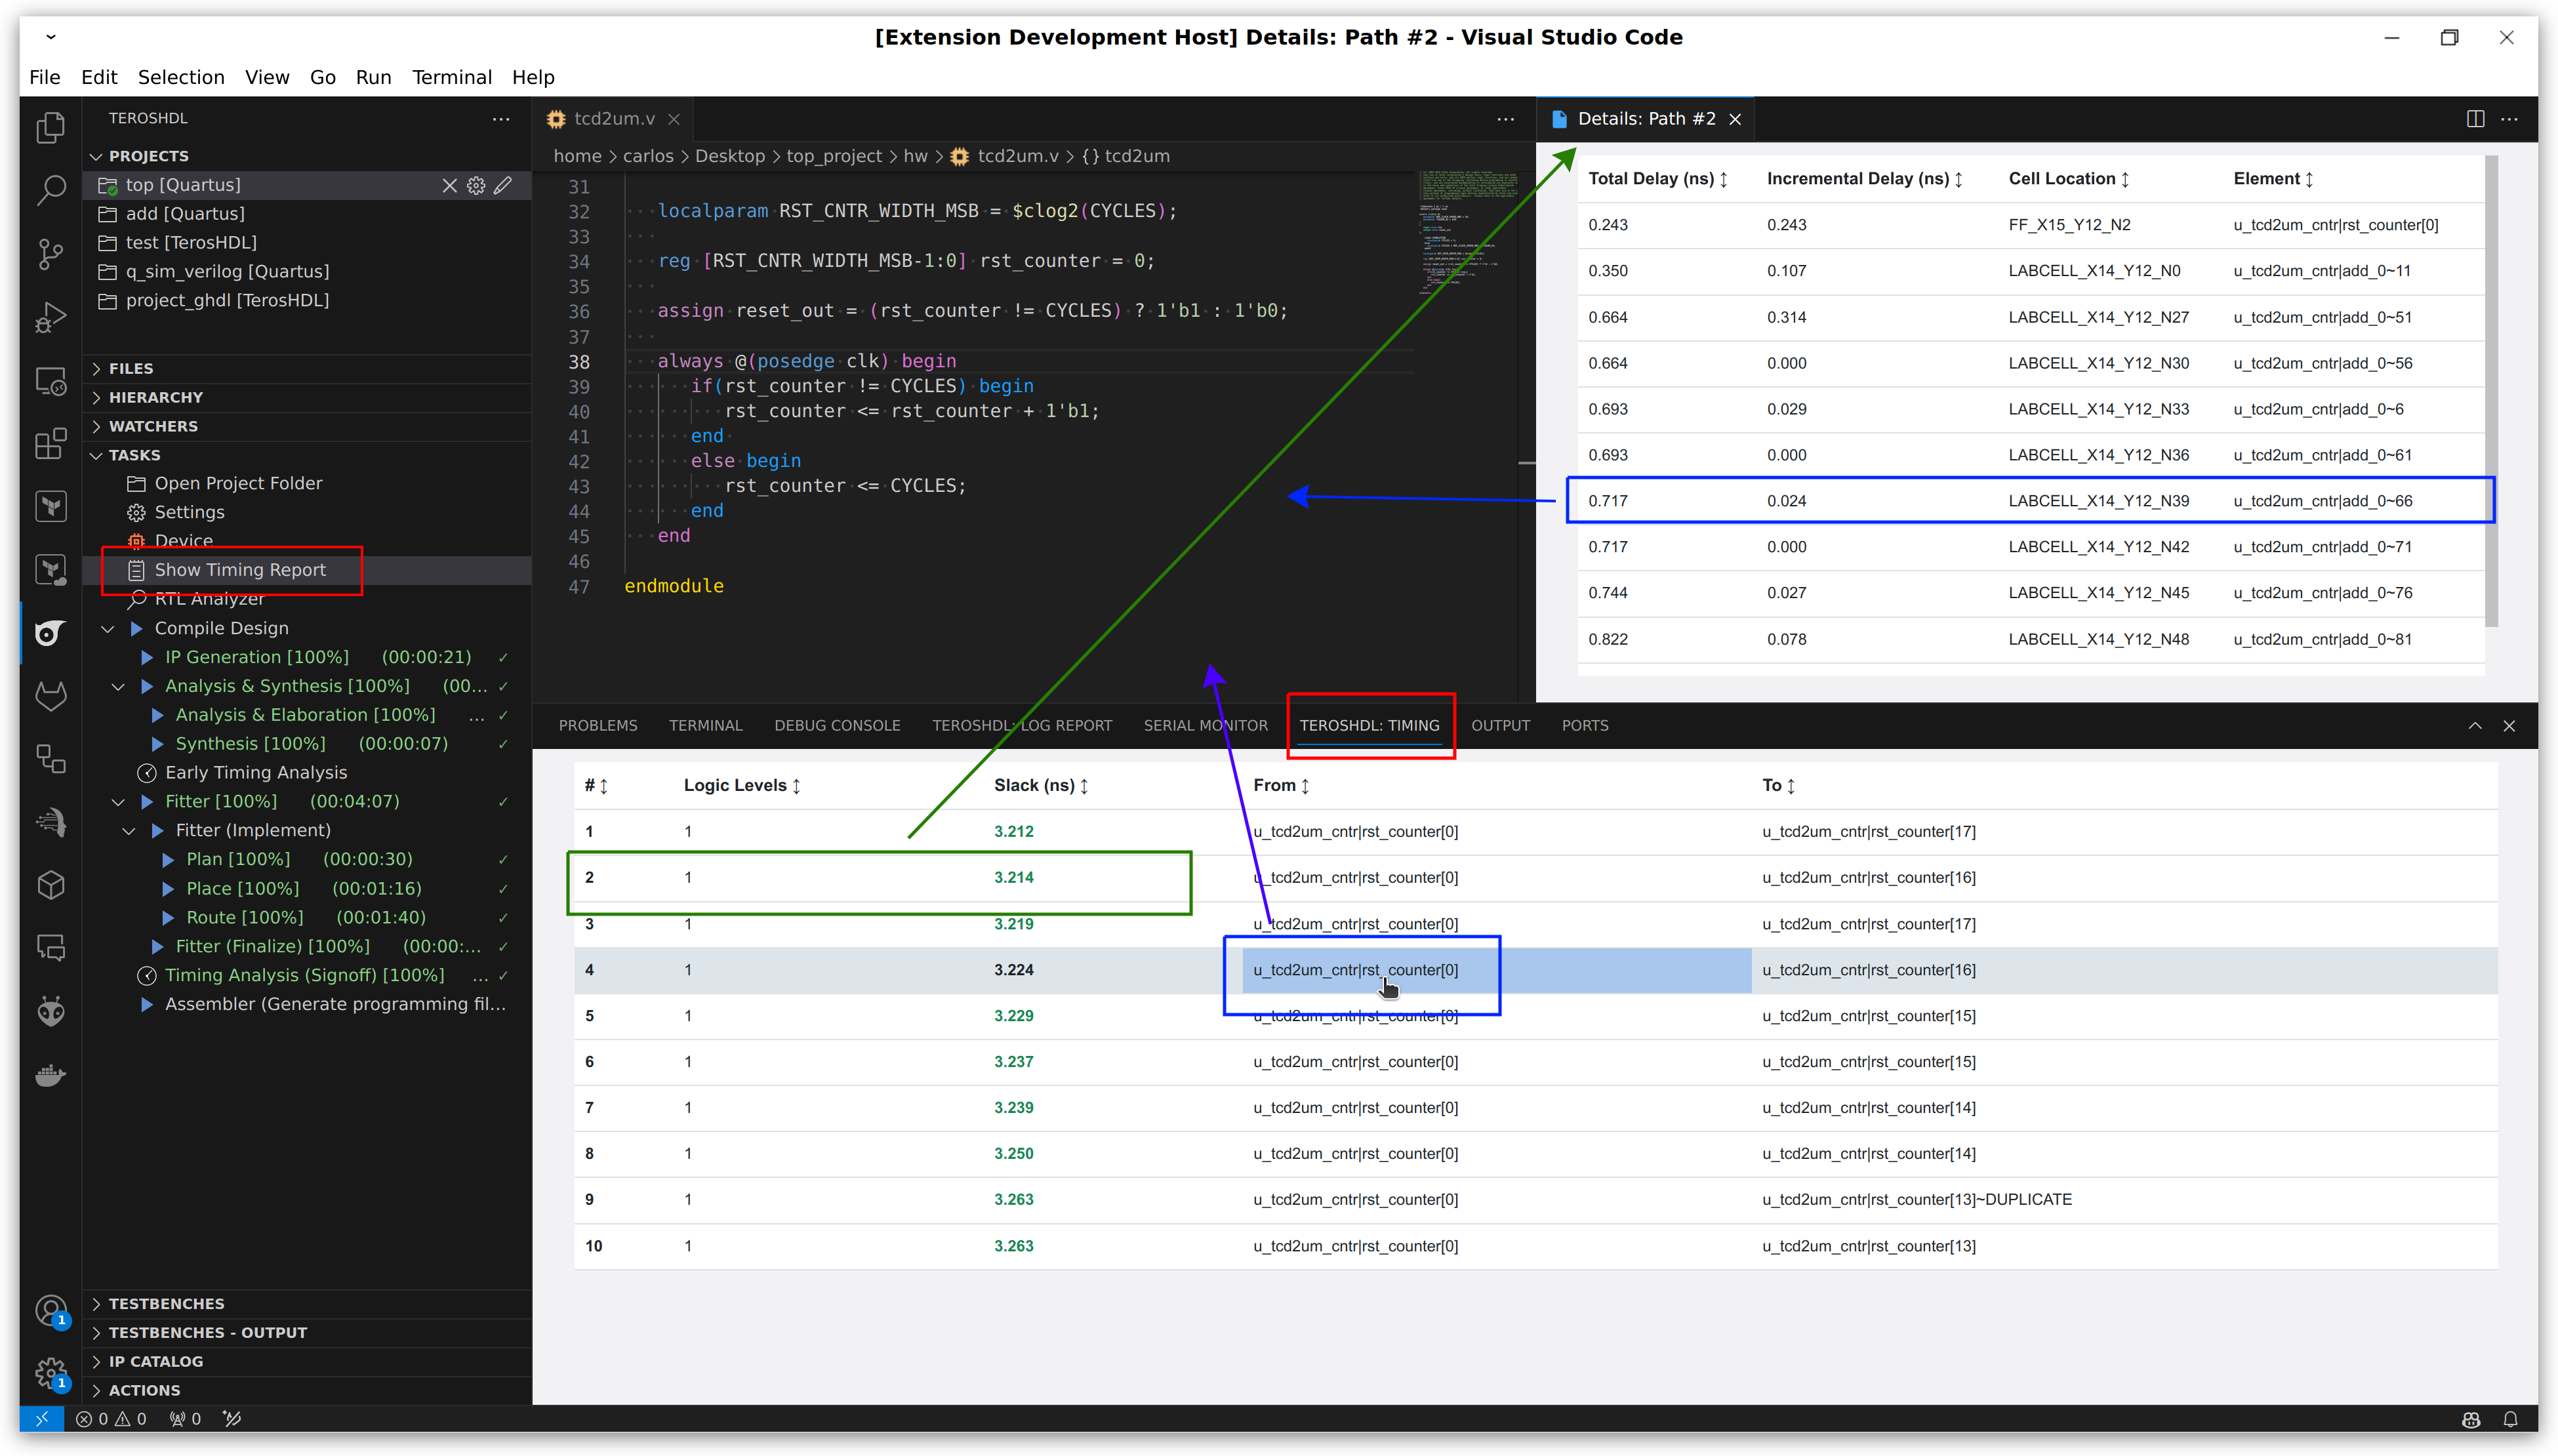 [Extension Development Host] Details: Path #2 - Visual Studio Code
File Edit Selection View Go Run Terminal Help
TEROSHDL
PROJECTS
top [Quartus]
add [Quartus]
test [TerosHDL]
q_sim_verilog [Quartus]
project_ghdl [TerosHDL]
FILES
HIERARCHY
WATCHERS
TASKS
Open Project Folder
Settings
Device
Show Timing Report
RTL Analyzer
Compile Design
IP Generation [100%] (00:00:21) ✓
Analysis & Synthesis [100%] (00... ✓
Analysis & Elaboration [100%] ... ✓
Synthesis [100%] (00:00:07) ✓
Early Timing Analysis
Fitter [100%] (00:04:07) ✓
Fitter (Implement)
Plan [100%] (00:00:30) ✓
Place [100%] (00:01:16) ✓
Route [100%] (00:01:40) ✓
Fitter (Finalize) [100%] (00:00:... ✓
Timing Analysis (Signoff) [100%] ... ✓
Assembler (Generate programming fil...
TESTBENCHES
TESTBENCHES - OUTPUT
IP CATALOG
ACTIONS
1
1
tcd2um.v
home > carlos > Desktop > top_project > hw > tcd2um.v > {} tcd2um
31
32 localparam RST_CNTR_WIDTH_MSB = $clog2(CYCLES);
33
34 reg [RST_CNTR_WIDTH_MSB-1:0] rst_counter = 0;
35
36 assign reset_out = (rst_counter != CYCLES) ? 1'b1 : 1'b0;
37
38 always @(posedge clk) begin
39 if(rst_counter != CYCLES) begin
40 rst_counter <= rst_counter + 1'b1;
41 end
42 else begin
43 rst_counter <= CYCLES;
44 end
45 end
46
47 endmodule
Details: Path #2
Total Delay (ns) Incremental Delay (ns) Cell Location Element
0.243 0.243 FF_X15_Y12_N2 u_tcd2um_cntr|rst_counter[0]
0.350 0.107 LABCELL_X14_Y12_N0 u_tcd2um_cntr|add_0~11
0.664 0.314 LABCELL_X14_Y12_N27 u_tcd2um_cntr|add_0~51
0.664 0.000 LABCELL_X14_Y12_N30 u_tcd2um_cntr|add_0~56
0.693 0.029 LABCELL_X14_Y12_N33 u_tcd2um_cntr|add_0~6
0.693 0.000 LABCELL_X14_Y12_N36 u_tcd2um_cntr|add_0~61
0.717 0.024 LABCELL_X14_Y12_N39 u_tcd2um_cntr|add_0~66
0.717 0.000 LABCELL_X14_Y12_N42 u_tcd2um_cntr|add_0~71
0.744 0.027 LABCELL_X14_Y12_N45 u_tcd2um_cntr|add_0~76
0.822 0.078 LABCELL_X14_Y12_N48 u_tcd2um_cntr|add_0~81
PROBLEMS TERMINAL DEBUG CONSOLE TEROSHDL: LOG REPORT SERIAL MONITOR TEROSHDL: TIMING OUTPUT PORTS
# Logic Levels Slack (ns) From To
1 1 3.212 u_tcd2um_cntr|rst_counter[0] u_tcd2um_cntr|rst_counter[17]
2 1 3.214 u_tcd2um_cntr|rst_counter[0] u_tcd2um_cntr|rst_counter[16]
3 1 3.219 u_tcd2um_cntr|rst_counter[0] u_tcd2um_cntr|rst_counter[17]
4 1 3.224 u_tcd2um_cntr|rst_counter[0] u_tcd2um_cntr|rst_counter[16]
5 1 3.229 u_tcd2um_cntr|rst_counter[0] u_tcd2um_cntr|rst_counter[15]
6 1 3.237 u_tcd2um_cntr|rst_counter[0] u_tcd2um_cntr|rst_counter[15]
7 1 3.239 u_tcd2um_cntr|rst_counter[0] u_tcd2um_cntr|rst_counter[14]
8 1 3.250 u_tcd2um_cntr|rst_counter[0] u_tcd2um_cntr|rst_counter[14]
9 1 3.263 u_tcd2um_cntr|rst_counter[0] u_tcd2um_cntr|rst_counter[13]~DUPLICATE
10 1 3.263 u_tcd2um_cntr|rst_counter[0] u_tcd2um_cntr|rst_counter[13]
0 0 0